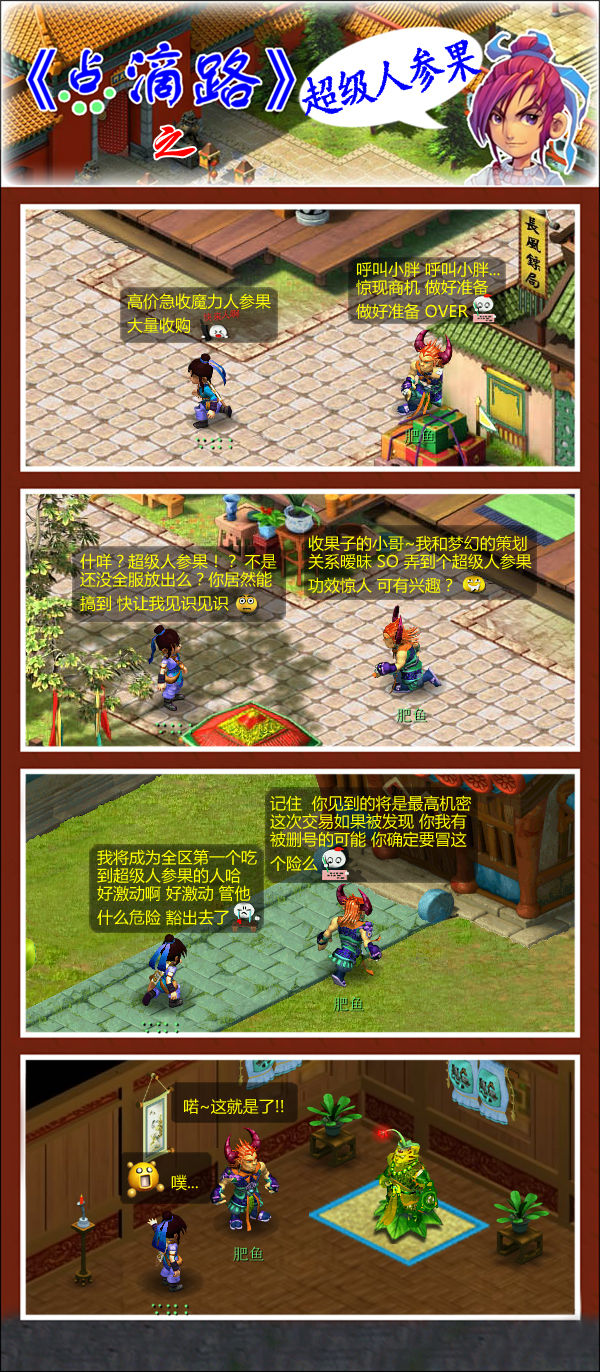 《点滴路》
之
超级人参果
長風鏢局
呼叫小胖 呼叫小胖...
惊现商机 做好准备
做好准备 OVER
高价急收魔力人参果
大量收购
肥鱼
收果子的小哥~我和梦幻的策划
关系暧昧 SO 弄到个超级人参果
功效惊人 可有兴趣？
什咩？超级人参果！？ 不是
还没全服放出么？你居然能
搞到 快让我见识见识
肥鱼
记住 你见到的将是最高机密
这次交易如果被发现 你我有
被删号的可能 你确定要冒这
个险么
我将成为全区第一个吃
到超级人参果的人哈
好激动啊 好激动 管他
什么危险 豁出去了
肥鱼
喏~这就是了!!
噗...
肥鱼